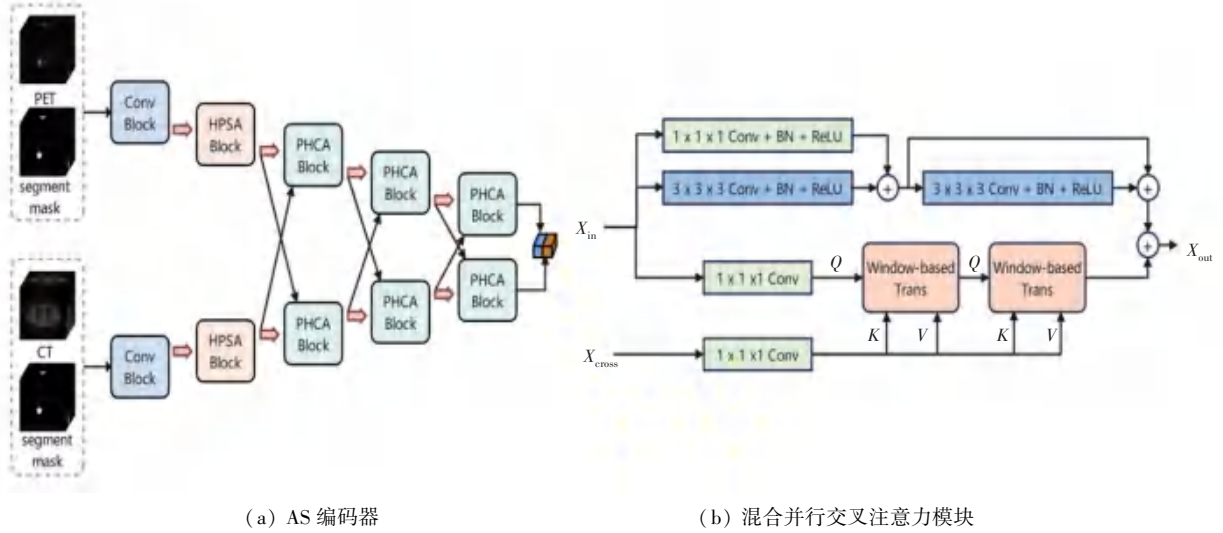 PET
segment
mask
Conv
Block
HPSA
Block
PHCA
Block
PHCA
Block
PHCA
Block
CT
segment
mask
Conv
Block
HPSA
Block
PHCA
Block
PHCA
Block
PHCA
Block
(a) AS 编码器
X_in
1 x 1 x 1 Conv + BN + ReLU
3 x 3 x 3 Conv + BN + ReLU
+
3 x 3 x 3 Conv + BN + ReLU
+
+
X_out
1 x 1 x1 Conv
Q
Window-based
Trans
Q
Window-based
Trans
K V K V
X_cross
1 x 1 x1 Conv
(b) 混合并行交叉注意力模块